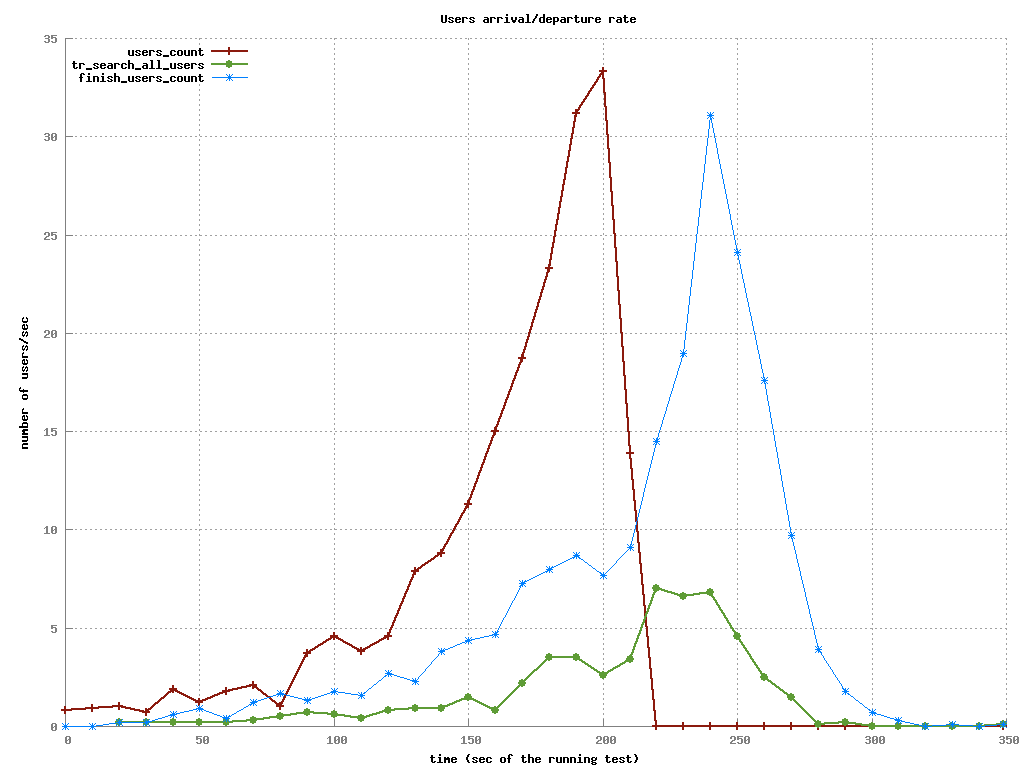 Users arrival/departure rate
users_count
tr_search_all_users
finish_users_count
35
30
25
20
15
10
5
0
number of users/sec
0 50 100 150 200 250 300 350
time (sec of the running test)